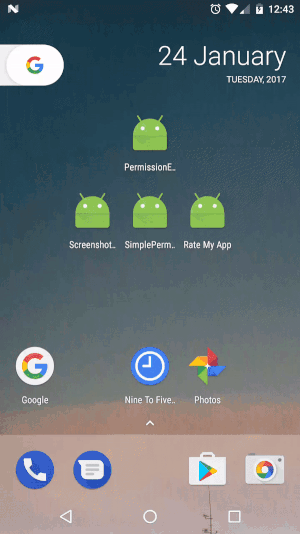 12:43
24 January
TUESDAY, 2017
PermissionE..
Screenshot..
SimplePerm..
Rate My App
Google
Nine To Five..
Photos